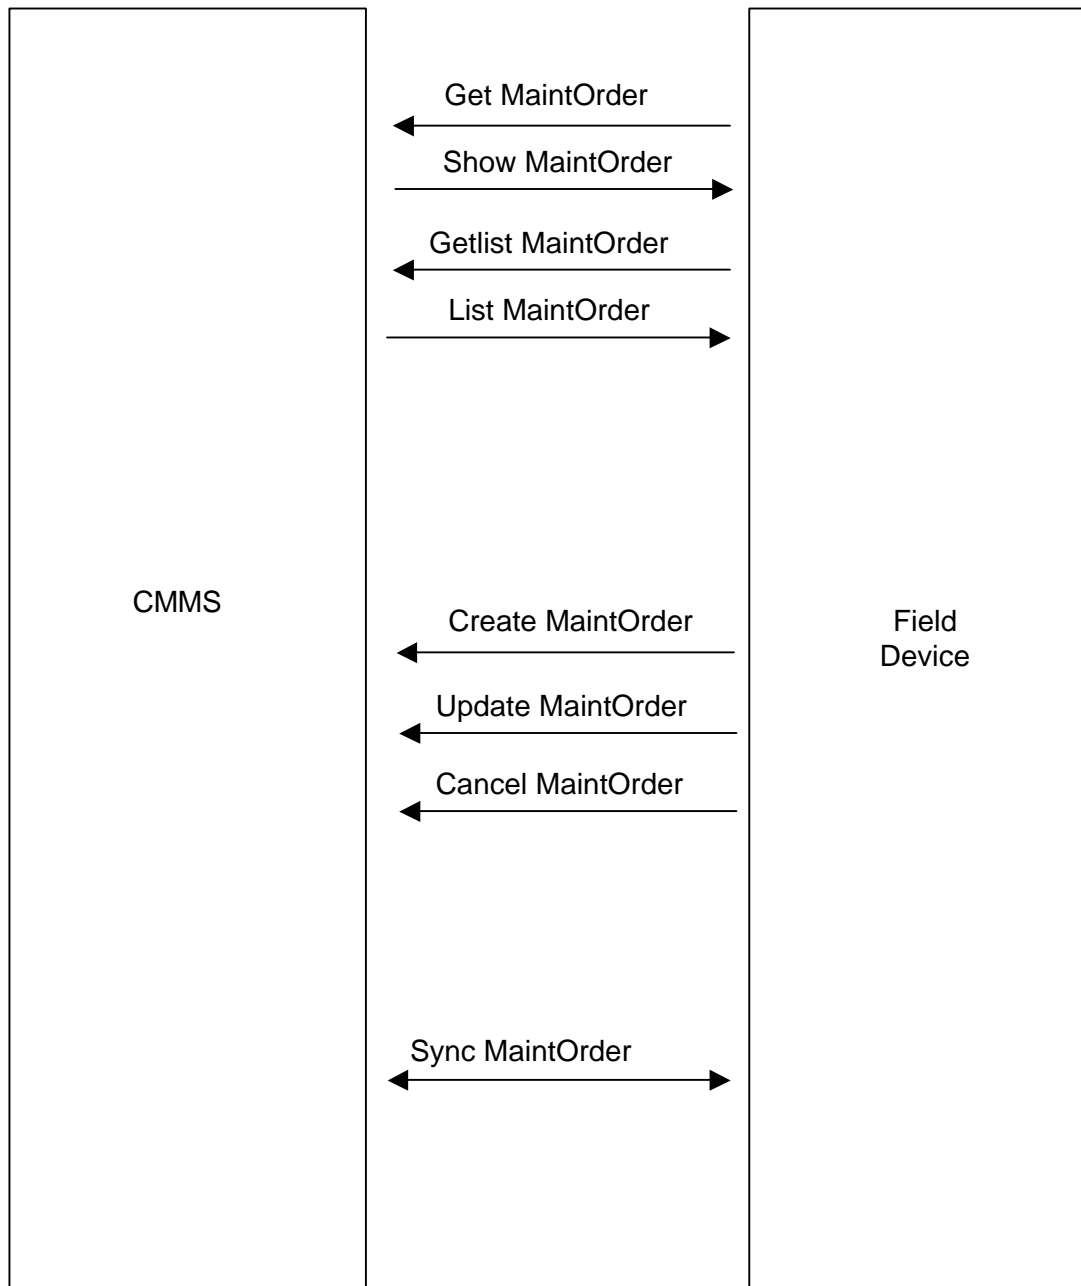 Get MaintOrder
Show MaintOrder
Getlist MaintOrder
List MaintOrder
CMMS
Create MaintOrder
Field
Device
Update MaintOrder
Cancel MaintOrder
Sync MaintOrder